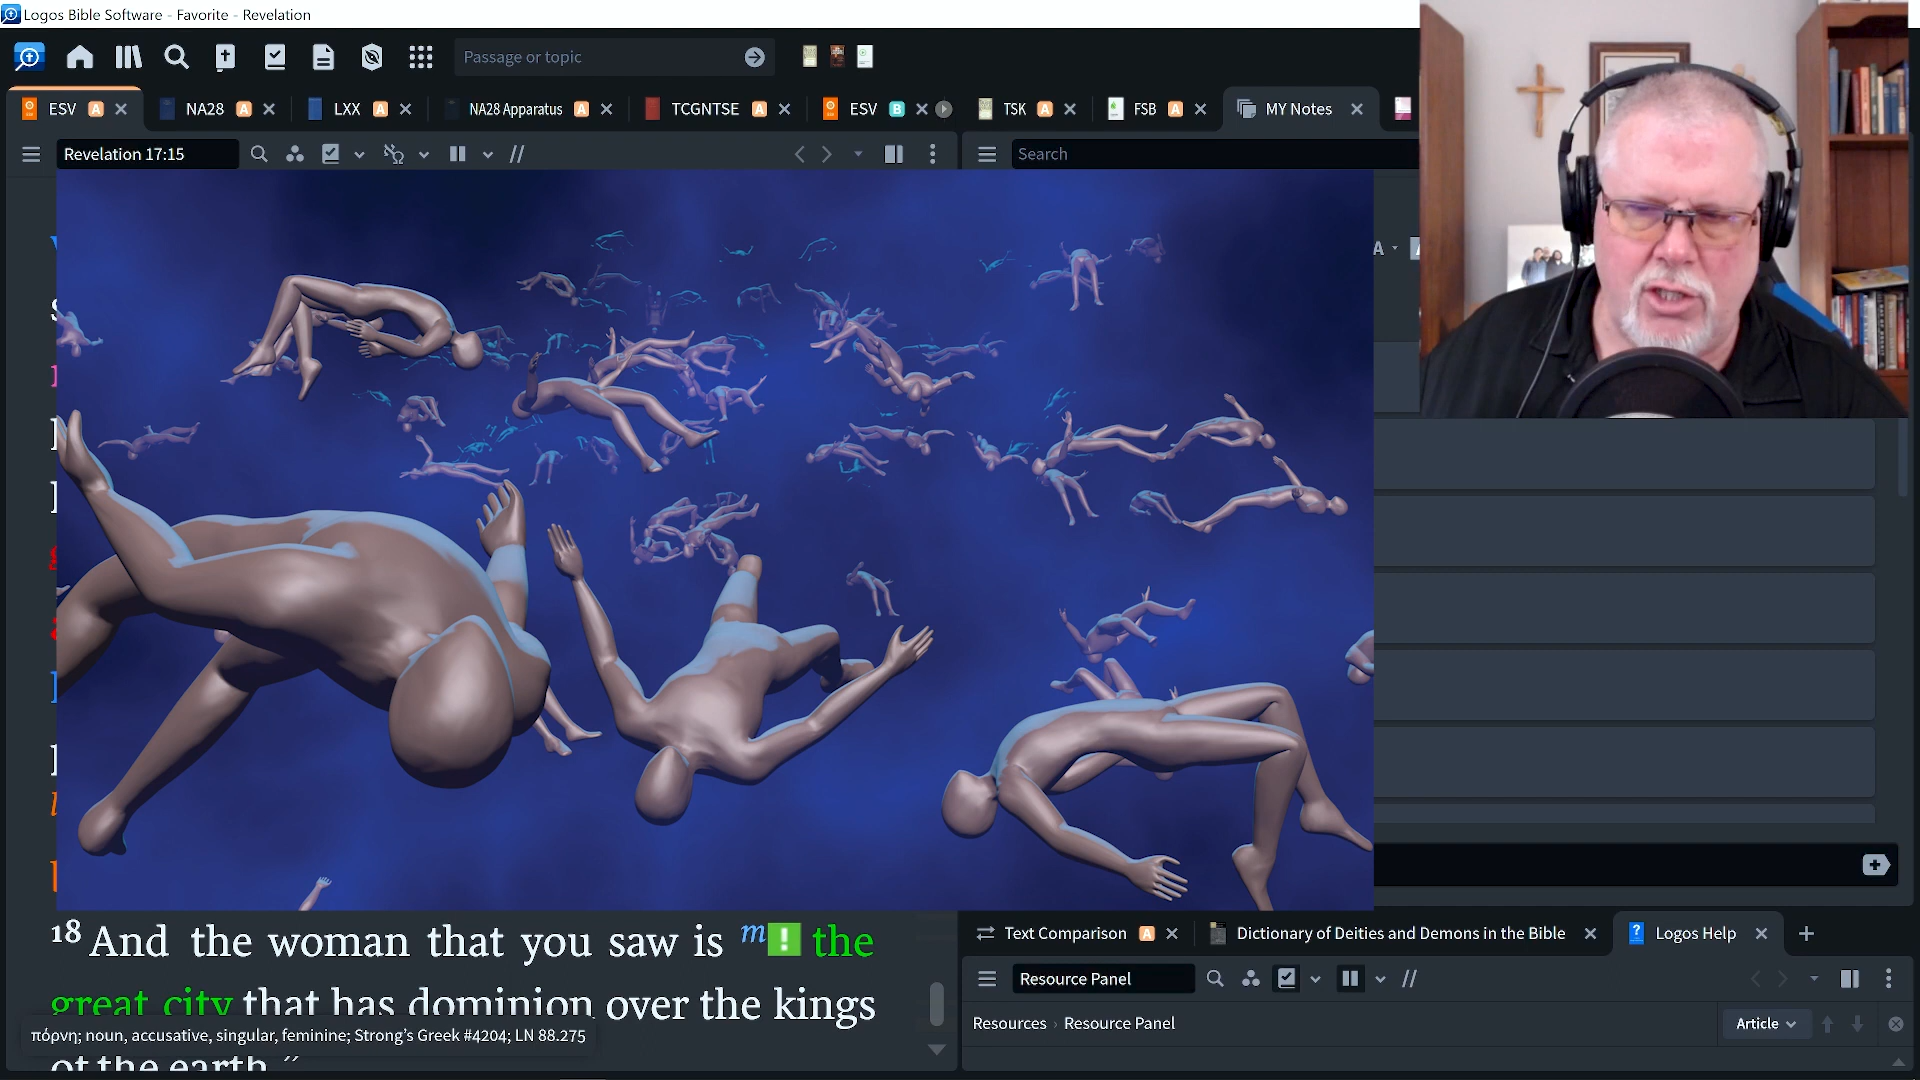 Logos Bible Software - Favorite - Revelation
Passage or topic
ESV A NA28 A LXX A NA28 Apparatus A TCGNTSE A ESV B TSK A FSB A MY Notes
Revelation 17:15
Search
A
18 And the woman that you saw is m! the
great city that has dominion over the kings
of the earth.”
πόρνη; noun, accusative, singular, feminine; Strong’s Greek #4204; LN 88.275
Text Comparison A Dictionary of Deities and Demons in the Bible Logos Help
Resource Panel
Resources › Resource Panel
Article